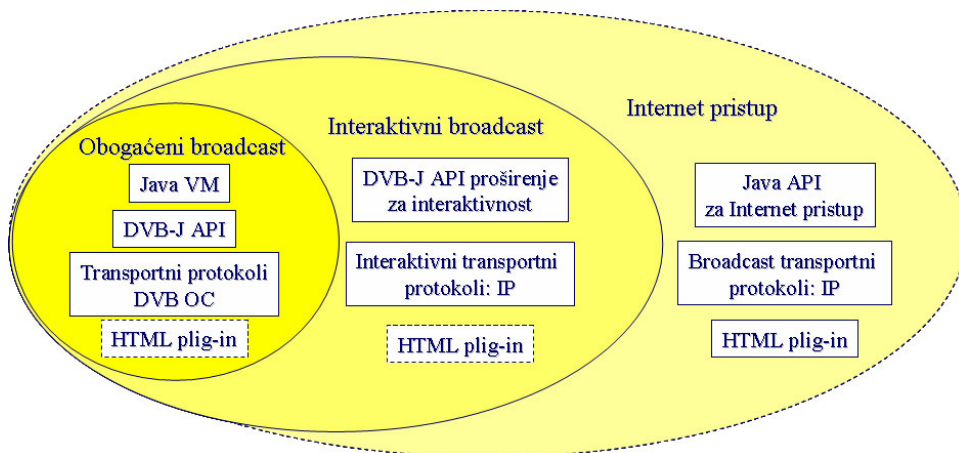 Obogaćeni broadcast
Java VM
DVB-J API
Transportni protokoli
DVB OC
HTML plig-in
Interaktivni broadcast
DVB-J API proširenje
za interaktivnost
Interaktivni transportni
protokoli: IP
HTML plig-in
Internet pristup
Java API
za Internet pristup
Broadcast transportni
protokoli: IP
HTML plig-in